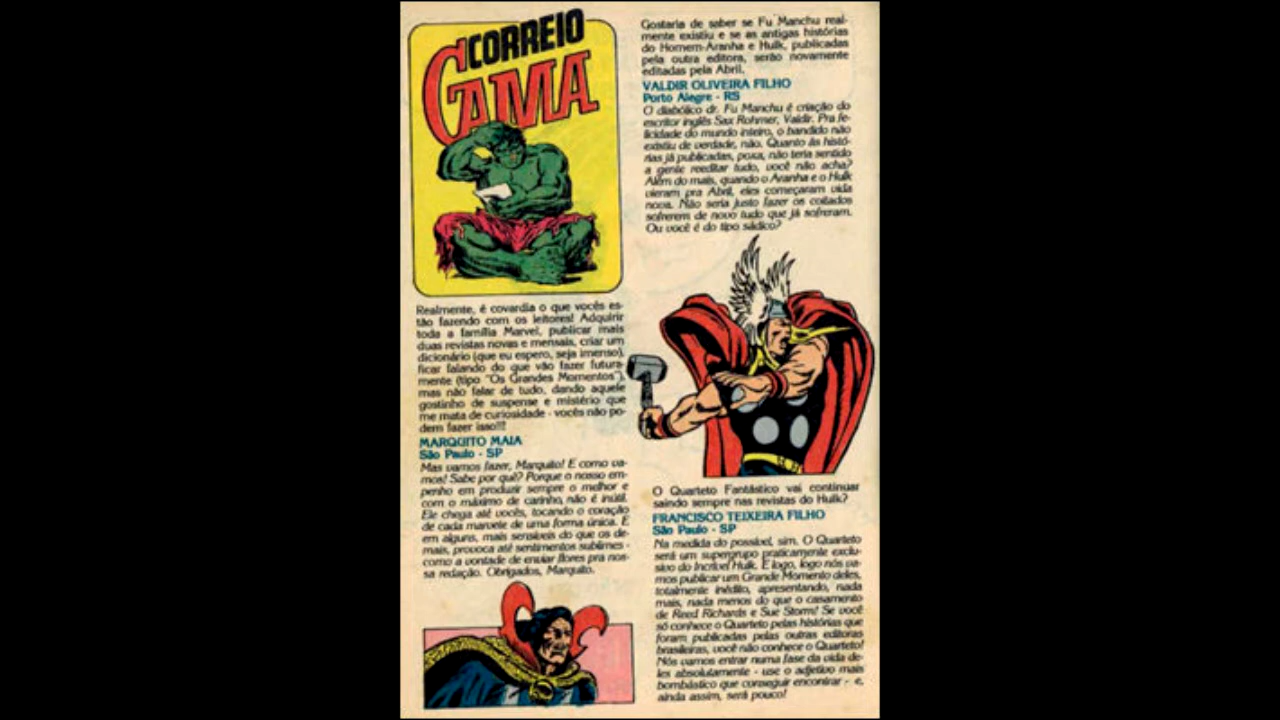 CORREIO
GAMA
Realmente, é covardia o que vocês es-
tão fazendo com os leitores! Adquirir
toda a família Marvel, publicar mais
duas revistas novas e mensais, criar um
dicionário (que eu espero, seja imenso),
ficar falando do que vão fazer futura-
mente (tipo "Os Grandes Momentos"),
mas não falar de tudo, dando aquele
gostinho de suspense e mistério que
me mata de curiosidade - vocês não po-
dem fazer isso!!!
MARQUITO MAIA
São Paulo - SP
Mas vamos fazer, Marquito! E como va-
mos! Sabe por quê? Porque o nosso em-
penho em produzir sempre o melhor e
com o máximo de carinho, não é inútil.
Ele chega até vocês, tocando o coração
de cada marvete de uma forma única. E
em alguns, mais sensíveis do que os de-
mais, provoca até sentimentos sublimes -
como a vontade de enviar flores pra nos-
sa redação. Obrigados, Marquito.
Gostaria de saber se Fu Manchu real-
mente existiu e se as antigas histórias
do Homem-Aranha e Hulk, publicadas
pela outra editora, serão novamente
editadas pela Abril.
VALDIR OLIVEIRA FILHO
Porto Alegre - RS
O diabólico dr. Fu Manchu é criação do
escritor inglês Sax Rohmer, Valdir. Pra fe-
licidade do mundo inteiro, o bandido não
existiu de verdade, não. Quanto às histó-
rias já publicadas, poxa, não teria sentido
a gente reeditar tudo, você não acha?
Além do mais, quando o Aranha e o Hulk
vieram pra Abril, eles começaram vida
nova. Não seria justo fazer os coitados
sofrerem de novo tudo que já sofreram.
Ou você é do tipo sádico?
O Quarteto Fantástico vai continuar
saindo sempre nas revistas do Hulk?
FRANCISCO TEIXEIRA FILHO
São Paulo - SP
Na medida do possível, sim. O Quarteto
será um supergrupo praticamente exclu-
sivo do Incrível Hulk. E logo, logo nós va-
mos publicar um Grande Momento deles,
totalmente inédito, apresentando, nada
mais, nada menos do que o casamento
de Reed Richards e Sue Storm! Se você
só conhece o Quarteto pelas histórias que
foram publicadas pelas outras editoras
brasileiras, você não conhece o Quarteto!
Nós vamos entrar numa fase da vida de-
les absolutamente - use o adjetivo mais
bombástico que conseguir encontrar - e,
ainda assim, será pouco!